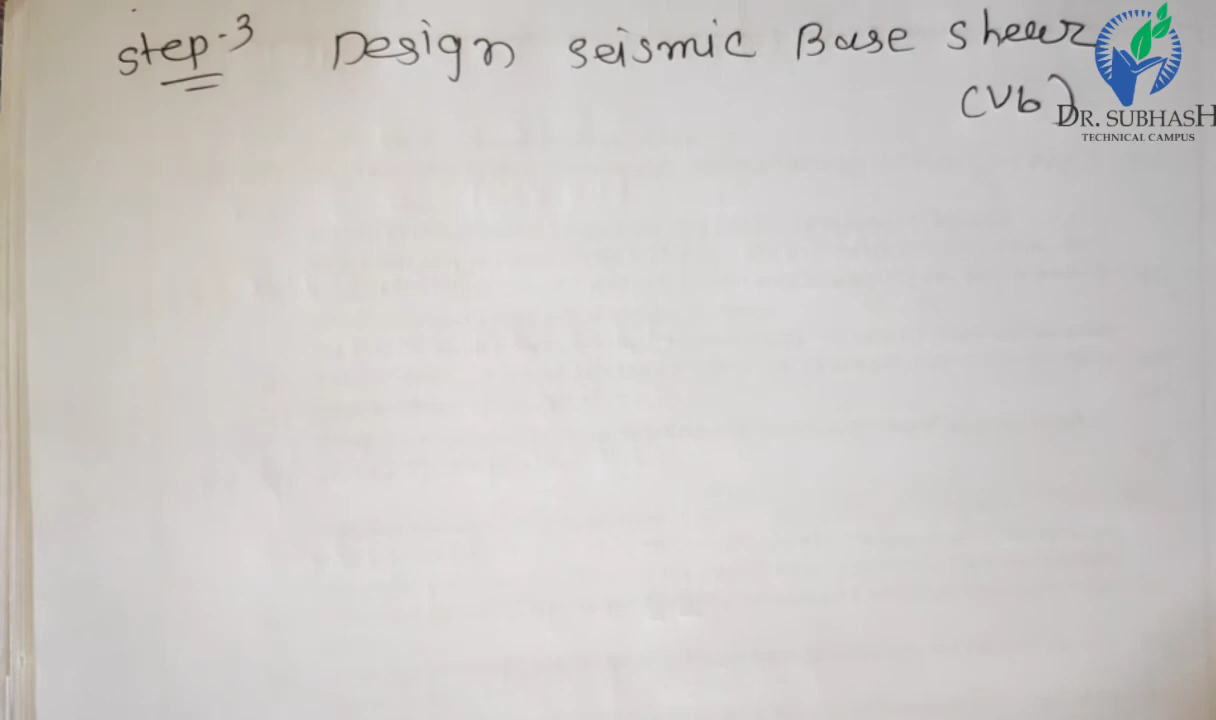 step-3 Design seismic Base shear
(Vb)
DR. SUBHASH
TECHNICAL CAMPUS